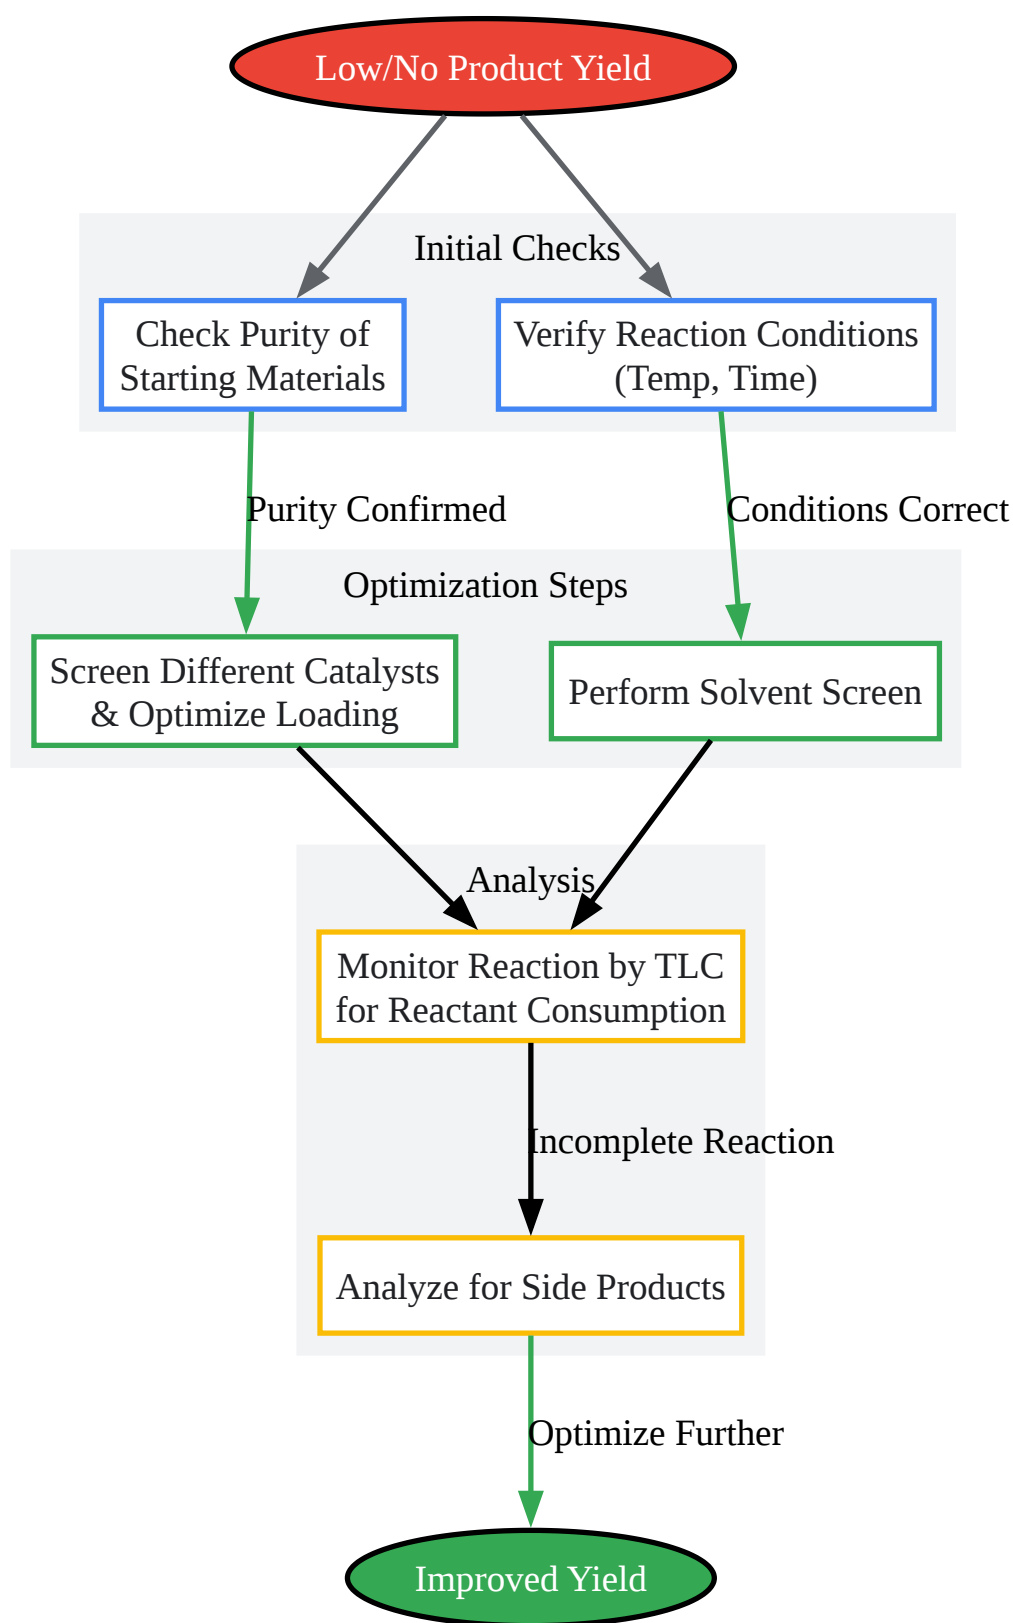 Low/No Product Yield
Initial Checks
Check Purity of
Starting Materials
Verify Reaction Conditions
(Temp, Time)
Purity Confirmed
Conditions Correct
Optimization Steps
Screen Different Catalysts
& Optimize Loading
Perform Solvent Screen
Analysis
Monitor Reaction by TLC
for Reactant Consumption
Incomplete Reaction
Analyze for Side Products
Optimize Further
Improved Yield